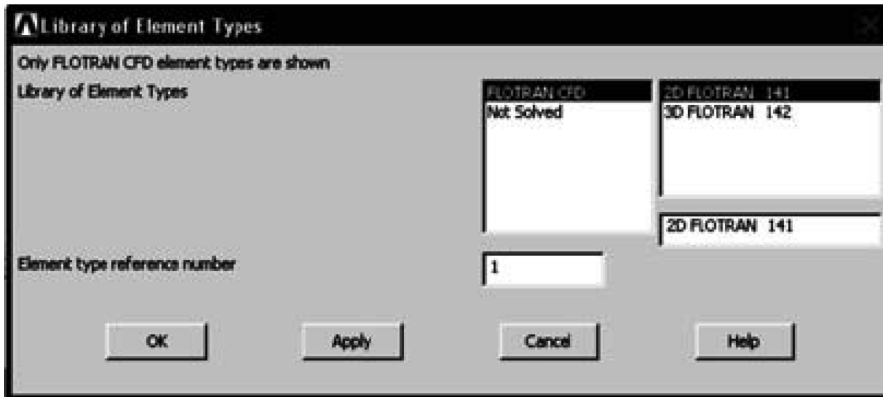 Library of Element Types
Only FLOTRAN CFD element types are shown
Library of Element Types
FLOTRAN CFD
Not Solved
2D FLOTRAN 141
3D FLOTRAN 142
2D FLOTRAN 141
Element type reference number
1
OK
Apply
Cancel
Help